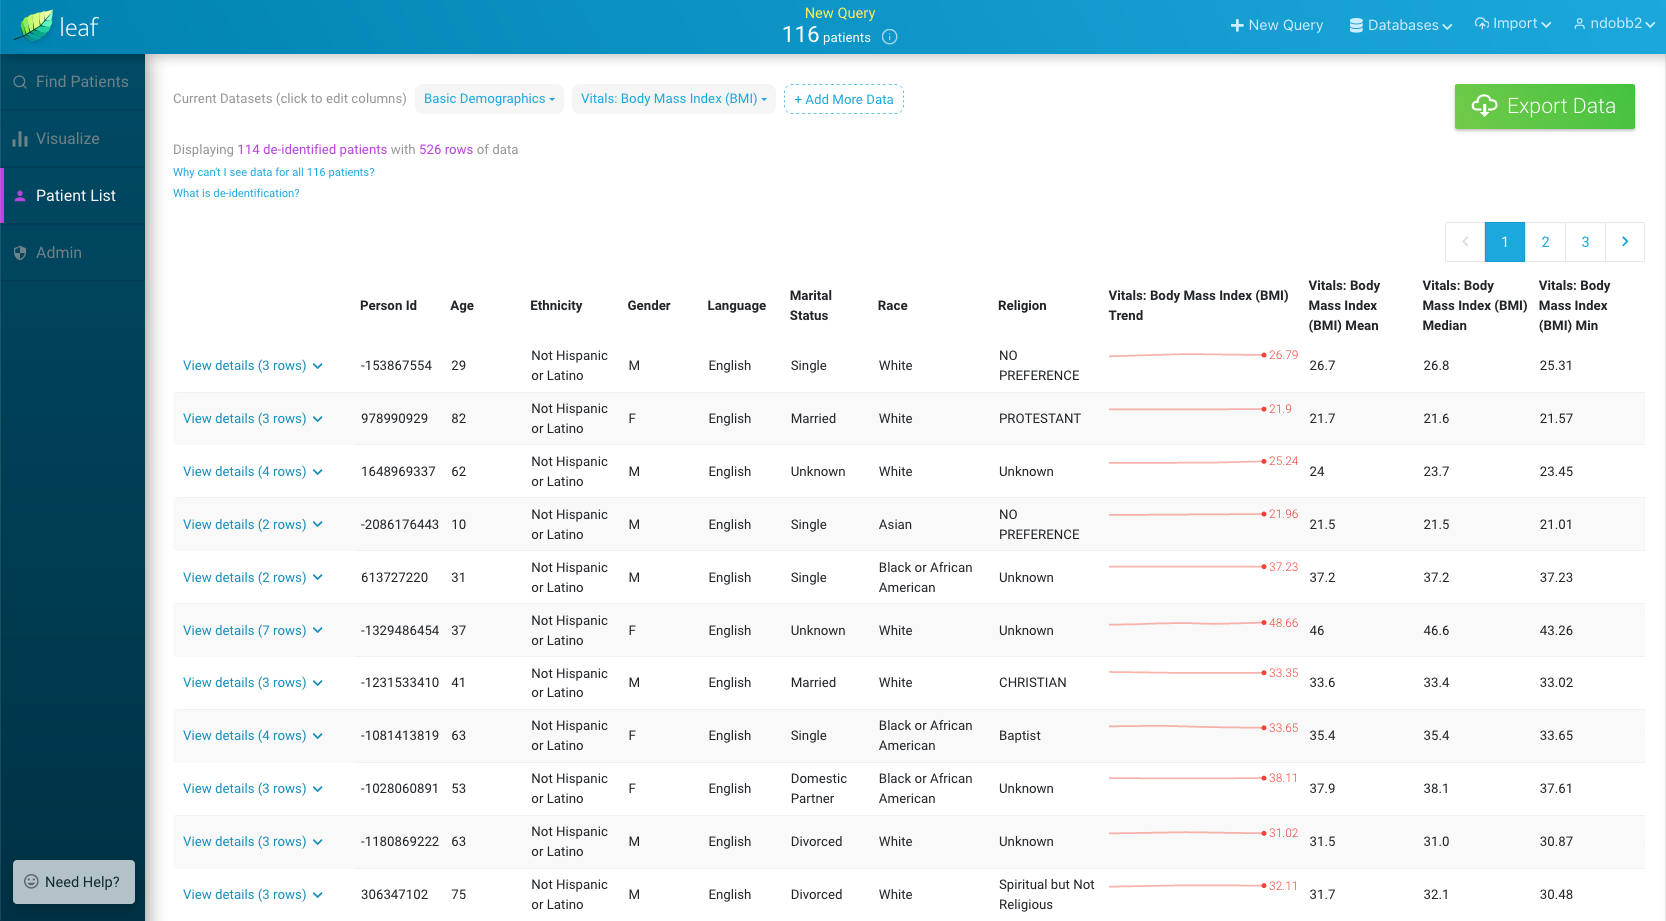 leaf
New Query
116 patients
New Query
Databases
Import
ndobb2
Find Patients
Visualize
Patient List
Admin
Need Help?
Current Datasets (click to edit columns) Basic Demographics Vitals: Body Mass Index (BMI) + Add More Data
Export Data
Displaying 114 de-identified patients with 526 rows of data
Why can't I see data for all 116 patients?
What is de-identification?
1 2 3
Person Id Age Ethnicity Gender Language Marital Status Race Religion Vitals: Body Mass Index (BMI) Trend Vitals: Body Mass Index (BMI) Mean Vitals: Body Mass Index (BMI) Median Vitals: Body Mass Index (BMI) Min
View details (3 rows) -153867554 29 Not Hispanic or Latino M English Single White NO PREFERENCE 26.79 26.7 26.8 25.31
View details (3 rows) 978990929 82 Not Hispanic or Latino F English Married White PROTESTANT 21.9 21.7 21.6 21.57
View details (4 rows) 1648969337 62 Not Hispanic or Latino M English Unknown White Unknown 25.24 24 23.7 23.45
View details (2 rows) -2086176443 10 Not Hispanic or Latino M English Single Asian NO PREFERENCE 21.96 21.5 21.5 21.01
View details (2 rows) 613727220 31 Not Hispanic or Latino M English Single Black or African American Unknown 37.23 37.2 37.2 37.23
View details (7 rows) -1329486454 37 Not Hispanic or Latino F English Unknown White Unknown 48.66 46 46.6 43.26
View details (3 rows) -1231533410 41 Not Hispanic or Latino M English Married White CHRISTIAN 33.35 33.6 33.4 33.02
View details (4 rows) -1081413819 63 Not Hispanic or Latino F English Single Black or African American Baptist 33.65 35.4 35.4 33.65
View details (3 rows) -1028060891 53 Not Hispanic or Latino F English Domestic Partner Black or African American Unknown 38.11 37.9 38.1 37.61
View details (3 rows) -1180869222 63 Not Hispanic or Latino M English Divorced White Unknown 31.02 31.5 31.0 30.87
View details (3 rows) 306347102 75 Not Hispanic or Latino M English Divorced White Spiritual but Not Religious 32.11 31.7 32.1 30.48